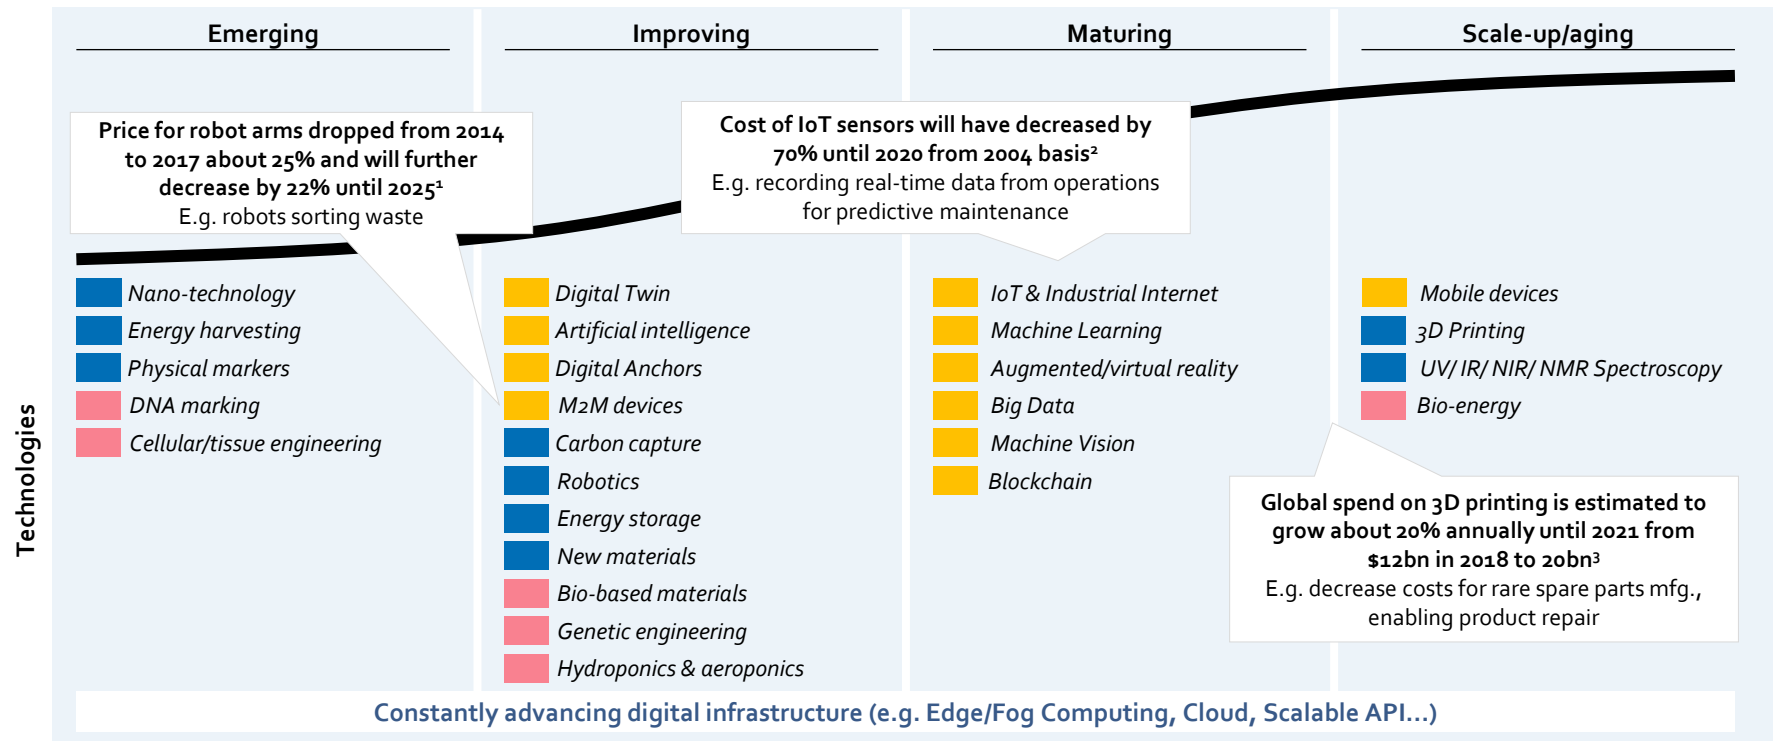 Emerging
Improving
Maturing
Scale-up/aging
Price for robot arms dropped from 2014
to 2017 about 25% and will further
decrease by 22% until 2025¹
E.g. robots sorting waste
Cost of IoT sensors will have decreased by
70% until 2020 from 2004 basis²
E.g. recording real-time data from operations
for predictive maintenance
Technologies
Nano-technology
Energy harvesting
Physical markers
DNA marking
Cellular/tissue engineering
Digital Twin
Artificial intelligence
Digital Anchors
M2M devices
Carbon capture
Robotics
Energy storage
New materials
Bio-based materials
Genetic engineering
Hydroponics & aeroponics
IoT & Industrial Internet
Machine Learning
Augmented/virtual reality
Big Data
Machine Vision
Blockchain
Mobile devices
3D Printing
UV/ IR/ NIR/ NMR Spectroscopy
Bio-energy
Global spend on 3D printing is estimated to
grow about 20% annually until 2021 from
$12bn in 2018 to 20bn³
E.g. decrease costs for rare spare parts mfg.,
enabling product repair
Constantly advancing digital infrastructure (e.g. Edge/Fog Computing, Cloud, Scalable API...)